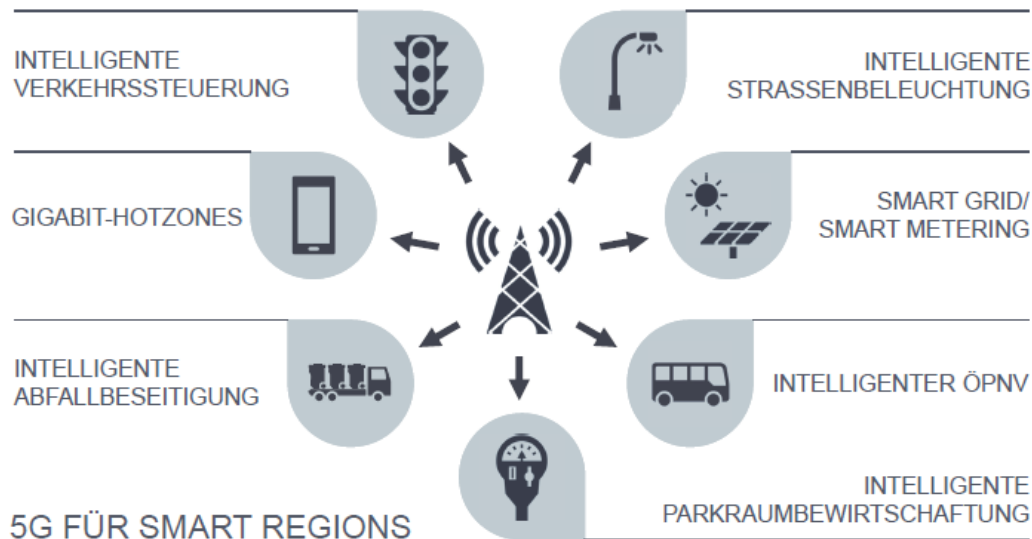 INTELLIGENTE
VERKEHRSSTEUERUNG
INTELLIGENTE
STRASSENBELEUCHTUNG
GIGABIT-HOTZONES
SMART GRID/
SMART METERING
INTELLIGENTE
ABFALLBESEITIGUNG
INTELLIGENTER ÖPNV
INTELLIGENTE
PARKRAUMBEWIRTSCHAFTUNG
5G FÜR SMART REGIONS